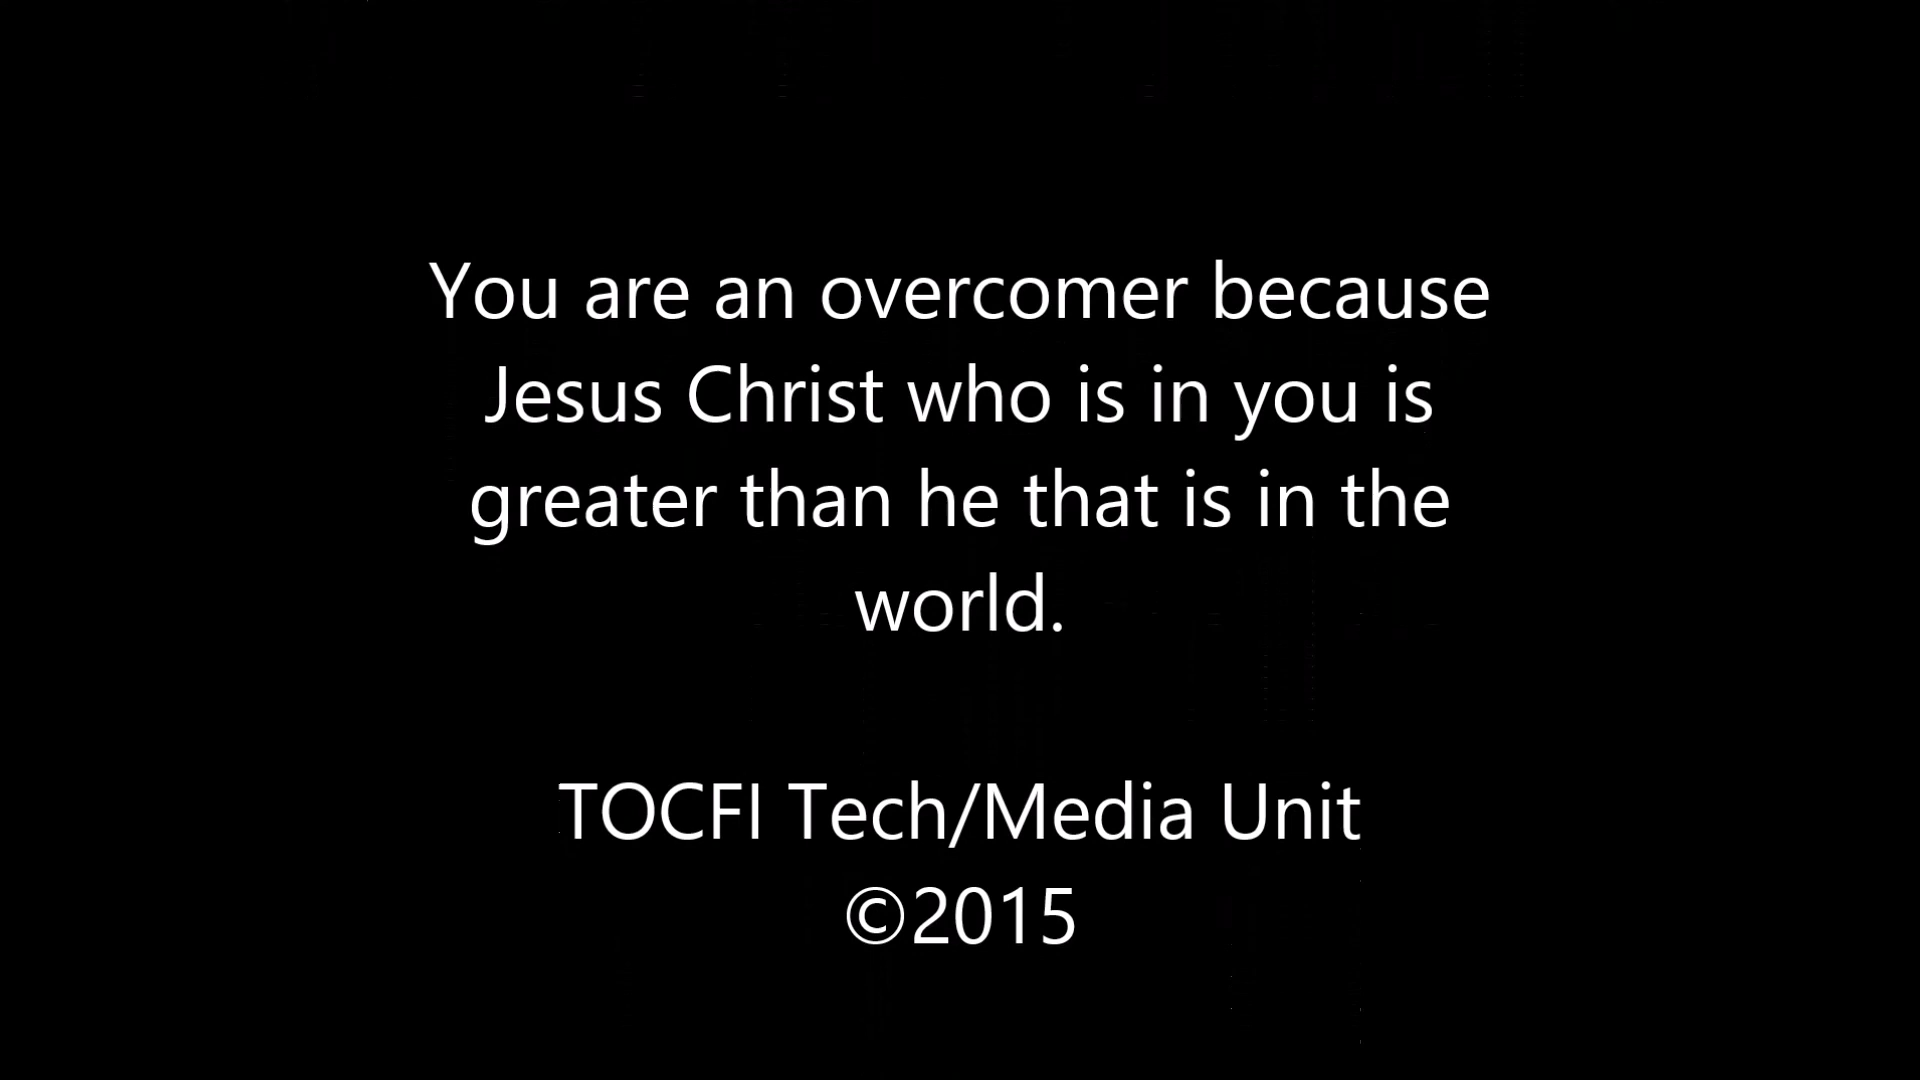 You are an overcomer because
Jesus Christ who is in you is
greater than he that is in the
world.
TOCFI Tech/Media Unit
©2015